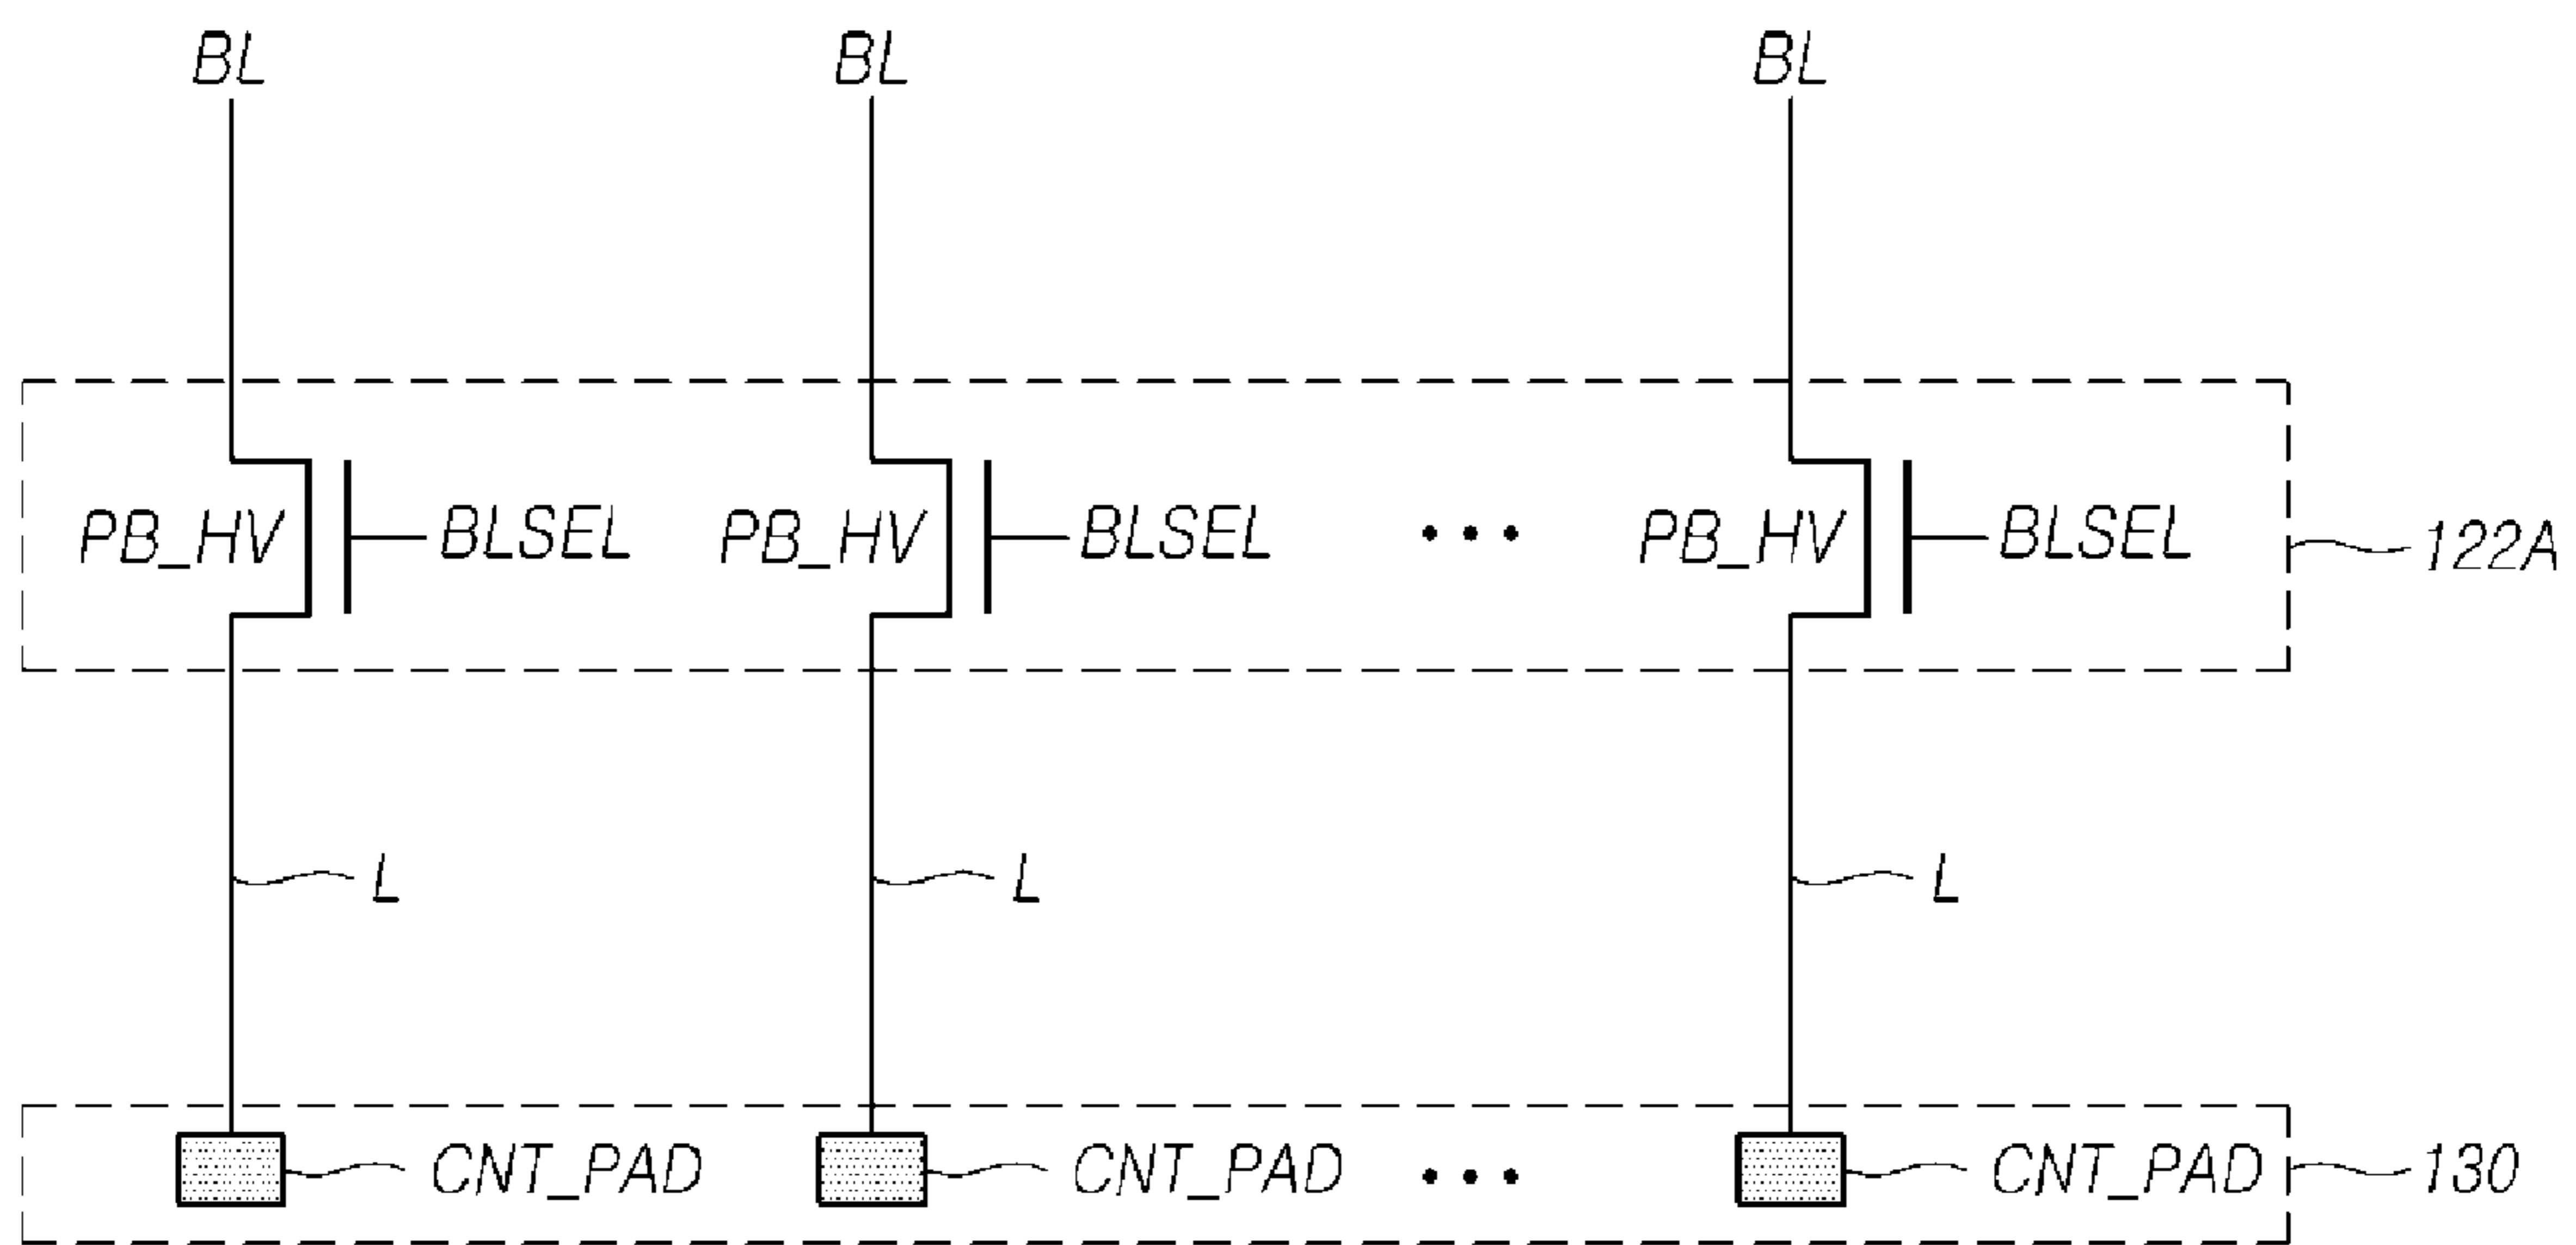 BL BL BL
PB_HV BLSEL PB_HV BLSEL ••• PB_HV BLSEL 122A
L L L
CNT_PAD CNT_PAD ••• CNT_PAD 130